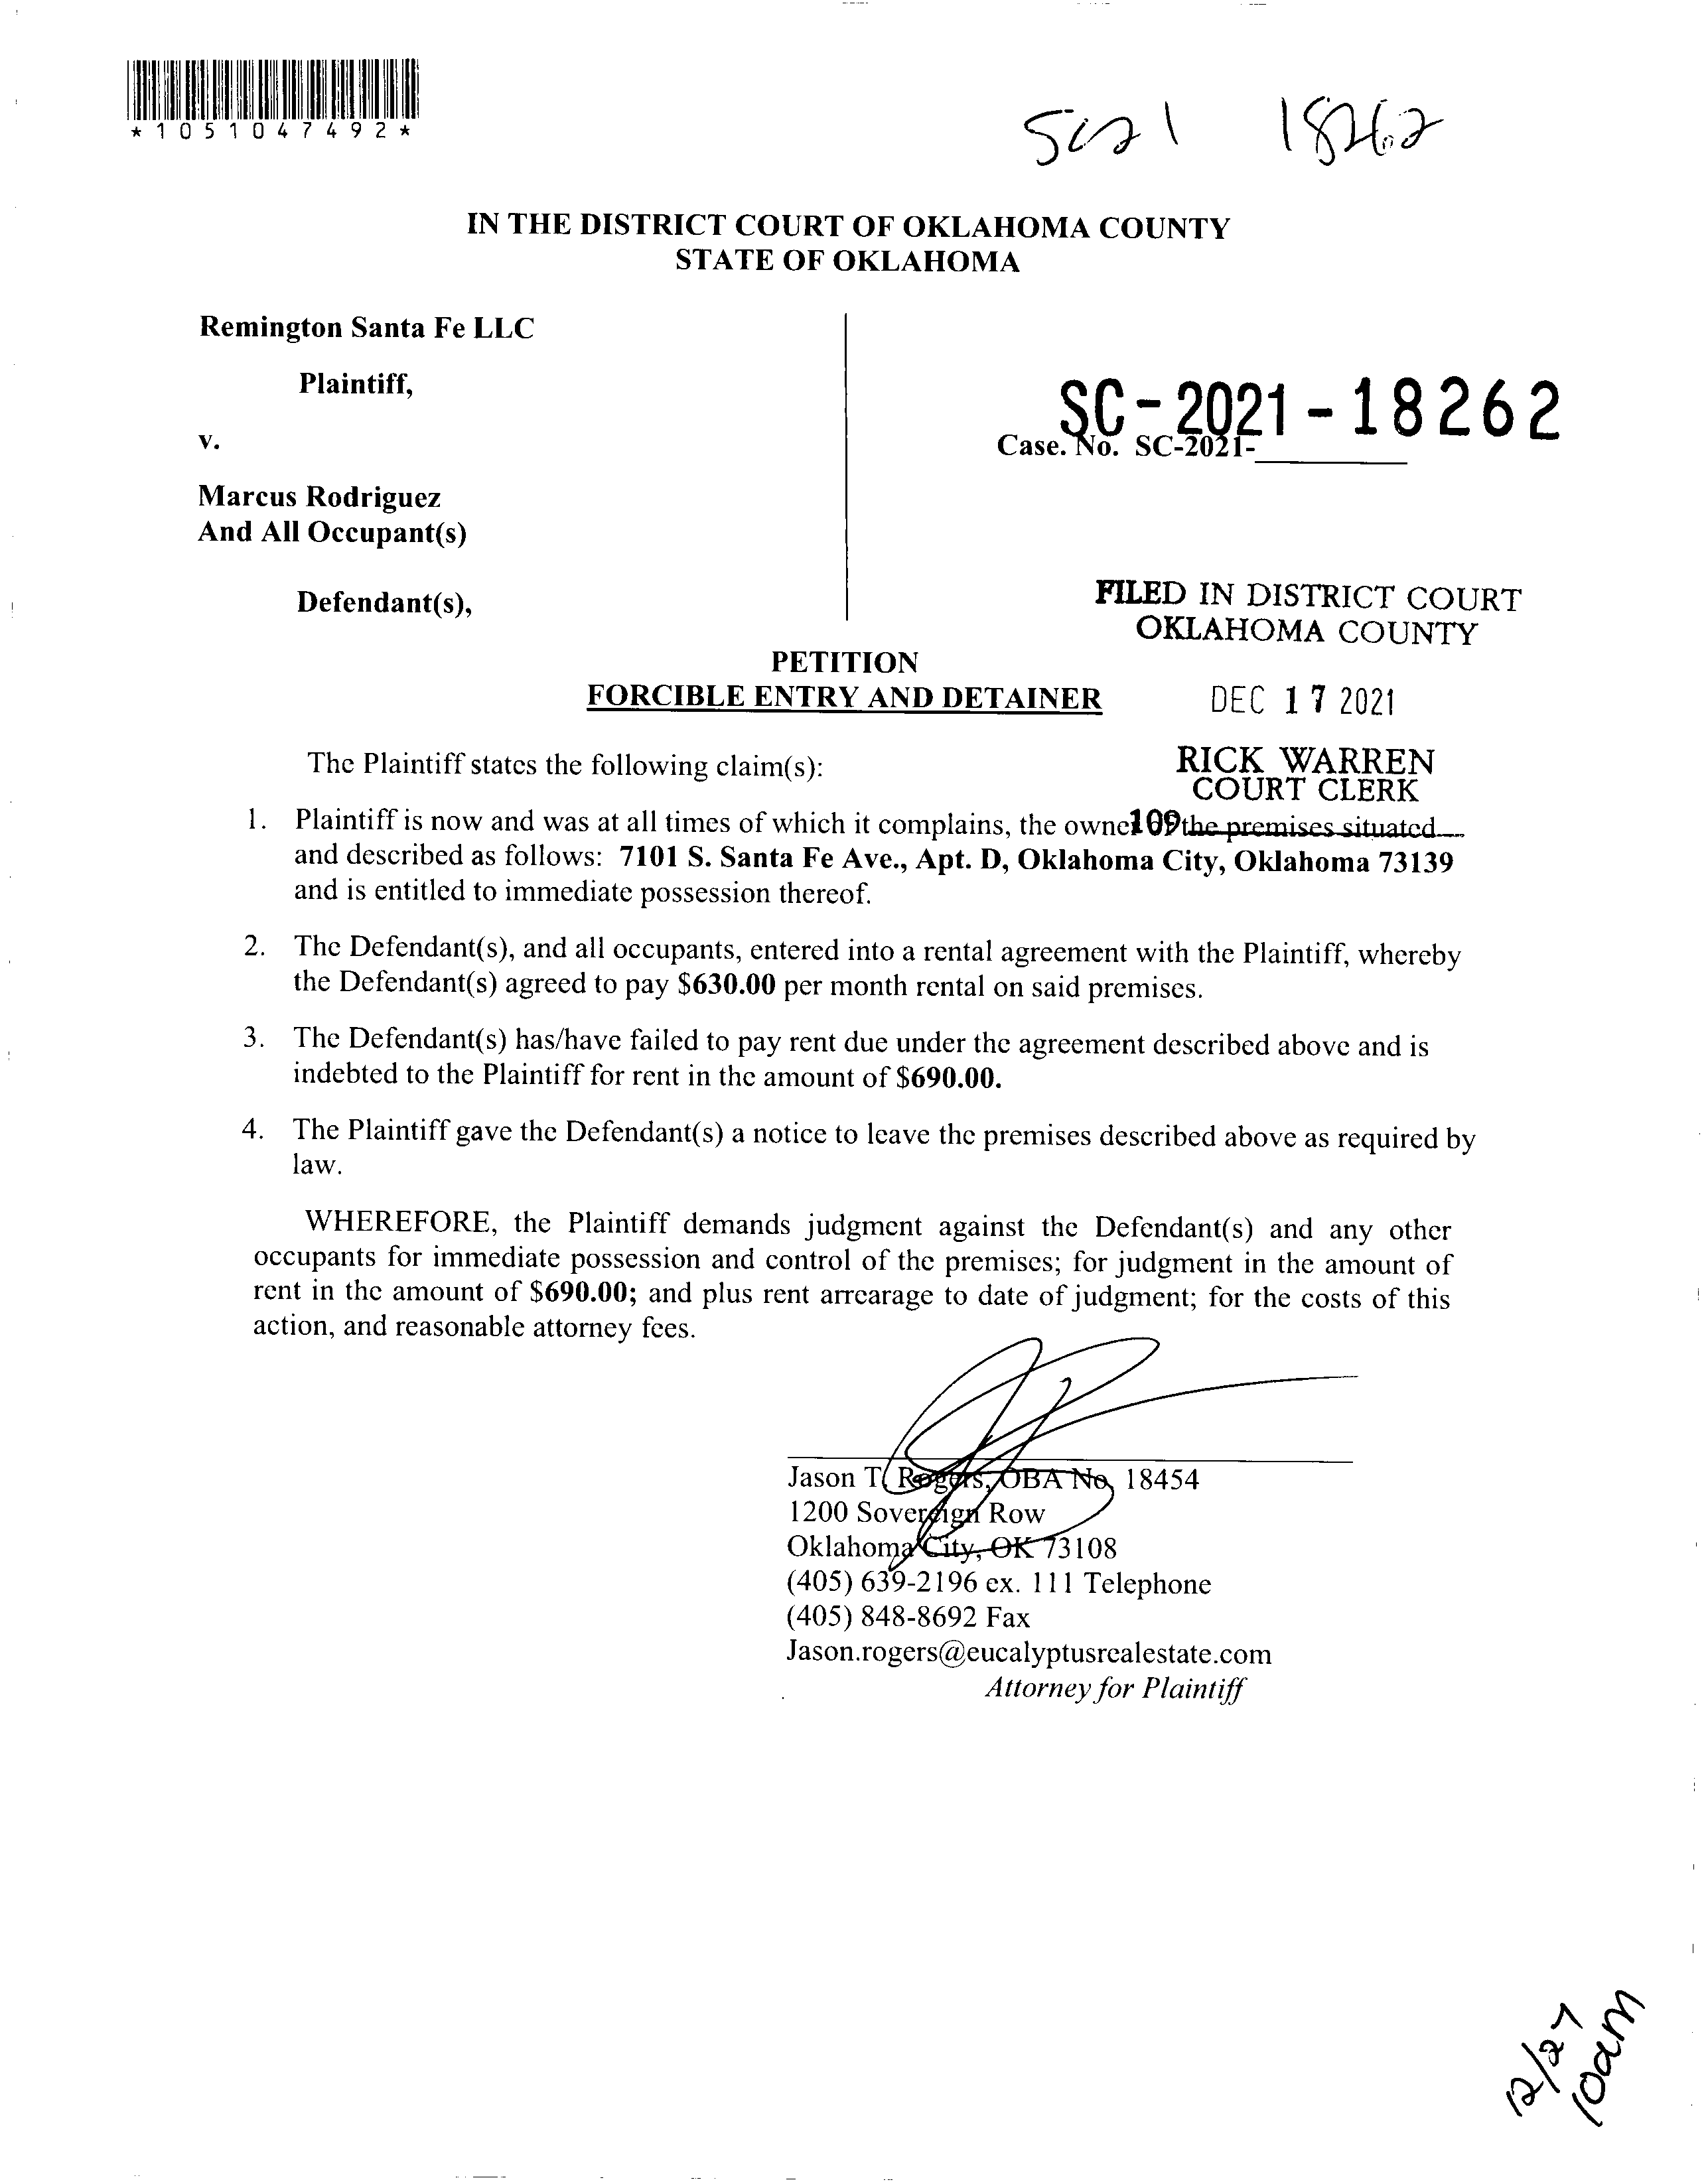 *1051047492*
SC21 18262
IN THE DISTRICT COURT OF OKLAHOMA COUNTY
STATE OF OKLAHOMA
Remington Santa Fe LLC
Plaintiff,
v.
Marcus Rodriguez
And All Occupant(s)
Defendant(s),
SC-2021-18262
Case. No. SC-2021-
FILED IN DISTRICT COURT
OKLAHOMA COUNTY
DEC 17 2021
RICK WARREN
COURT CLERK
109
PETITION
FORCIBLE ENTRY AND DETAINER
The Plaintiff states the following claim(s):
1. Plaintiff is now and was at all times of which it complains, the owner of the premises situated
and described as follows: 7101 S. Santa Fe Ave., Apt. D, Oklahoma City, Oklahoma 73139
and is entitled to immediate possession thereof.
2. The Defendant(s), and all occupants, entered into a rental agreement with the Plaintiff, whereby
the Defendant(s) agreed to pay $630.00 per month rental on said premises.
3. The Defendant(s) has/have failed to pay rent due under the agreement described above and is
indebted to the Plaintiff for rent in the amount of $690.00.
4. The Plaintiff gave the Defendant(s) a notice to leave the premises described above as required by
law.
WHEREFORE, the Plaintiff demands judgment against the Defendant(s) and any other
occupants for immediate possession and control of the premises; for judgment in the amount of
rent in the amount of $690.00; and plus rent arrearage to date of judgment; for the costs of this
action, and reasonable attorney fees.
Jason T. Rogers, OBA No. 18454
1200 Sovereign Row
Oklahoma City, OK 73108
(405) 639-2196 ex. 111 Telephone
(405) 848-8692 Fax
Jason.rogers@eucalyptusrealestate.com
Attorney for Plaintiff
12/27
10am